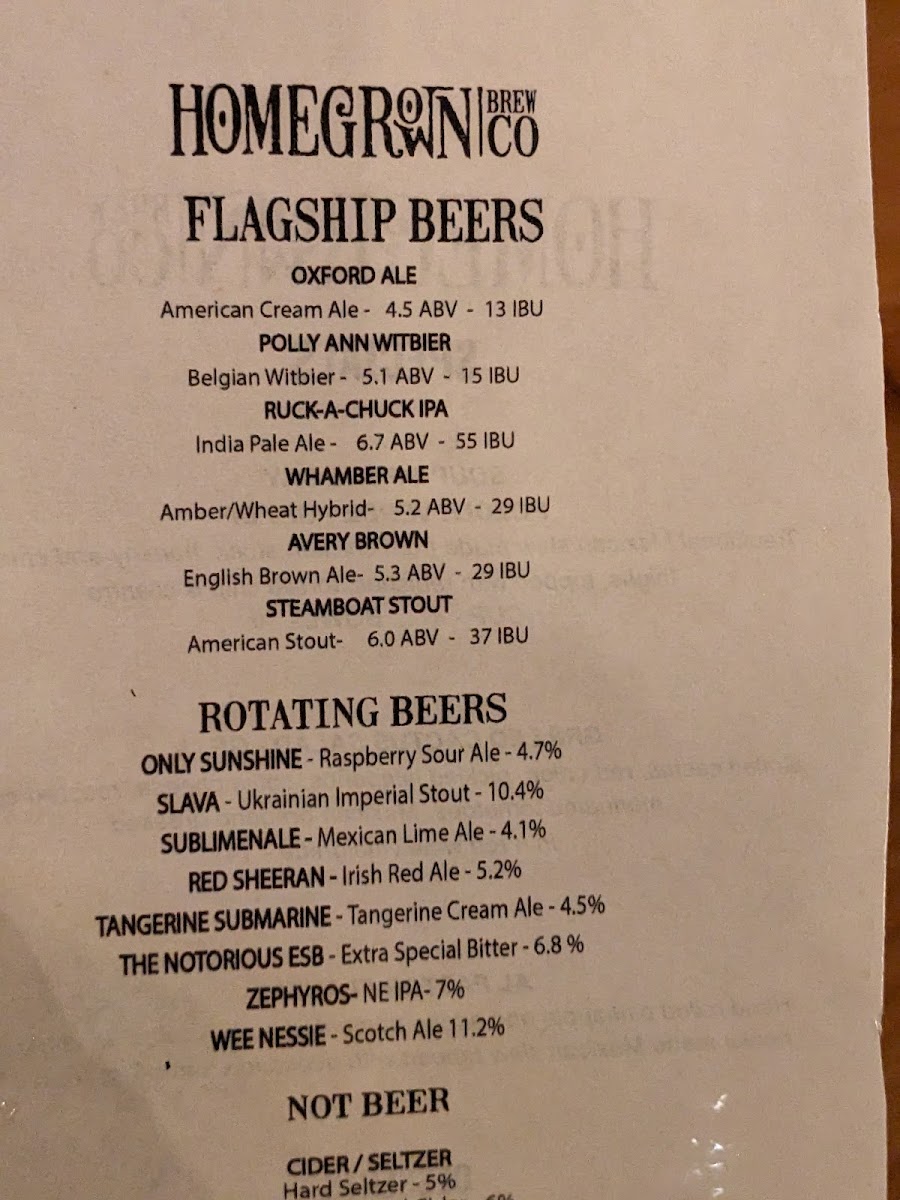 HOMEGROWN BREW CO
FLAGSHIP BEERS
OXFORD ALE
American Cream Ale - 4.5 ABV - 13 IBU
POLLY ANN WITBIER
Belgian Witbier - 5.1 ABV - 15 IBU
RUCK-A-CHUCK IPA
India Pale Ale - 6.7 ABV - 55 IBU
WHAMBER ALE
Amber/Wheat Hybrid- 5.2 ABV - 29 IBU
AVERY BROWN
English Brown Ale- 5.3 ABV - 29 IBU
STEAMBOAT STOUT
American Stout- 6.0 ABV - 37 IBU
ROTATING BEERS
ONLY SUNSHINE - Raspberry Sour Ale - 4.7%
SLAVA - Ukrainian Imperial Stout - 10.4%
SUBLIMENALE - Mexican Lime Ale - 4.1%
RED SHEERAN - Irish Red Ale - 5.2%
TANGERINE SUBMARINE - Tangerine Cream Ale - 4.5%
THE NOTORIOUS ESB - Extra Special Bitter - 6.8 %
ZEPHYROS- NE IPA- 7%
WEE NESSIE - Scotch Ale 11.2%
NOT BEER
CIDER / SELTZER
Hard Seltzer - 5%